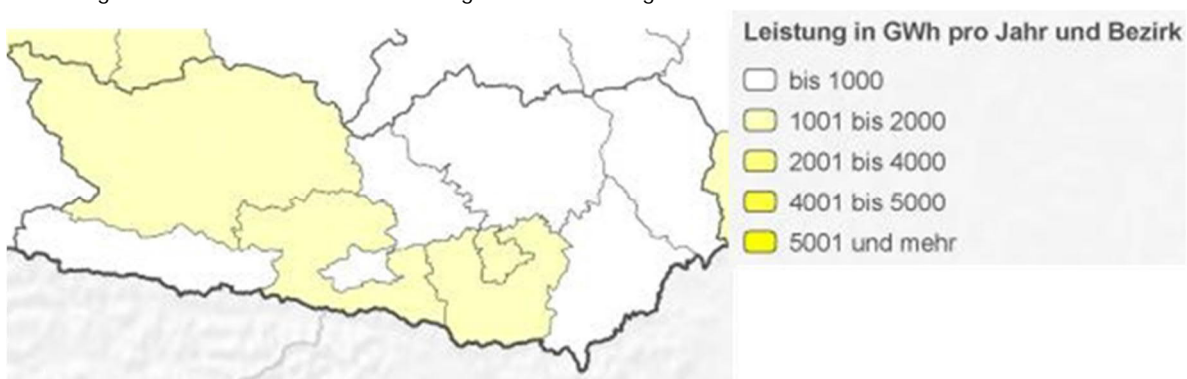 Leistung in GWh pro Jahr und Bezirk
bis 1000
1001 bis 2000
2001 bis 4000
4001 bis 5000
5001 und mehr